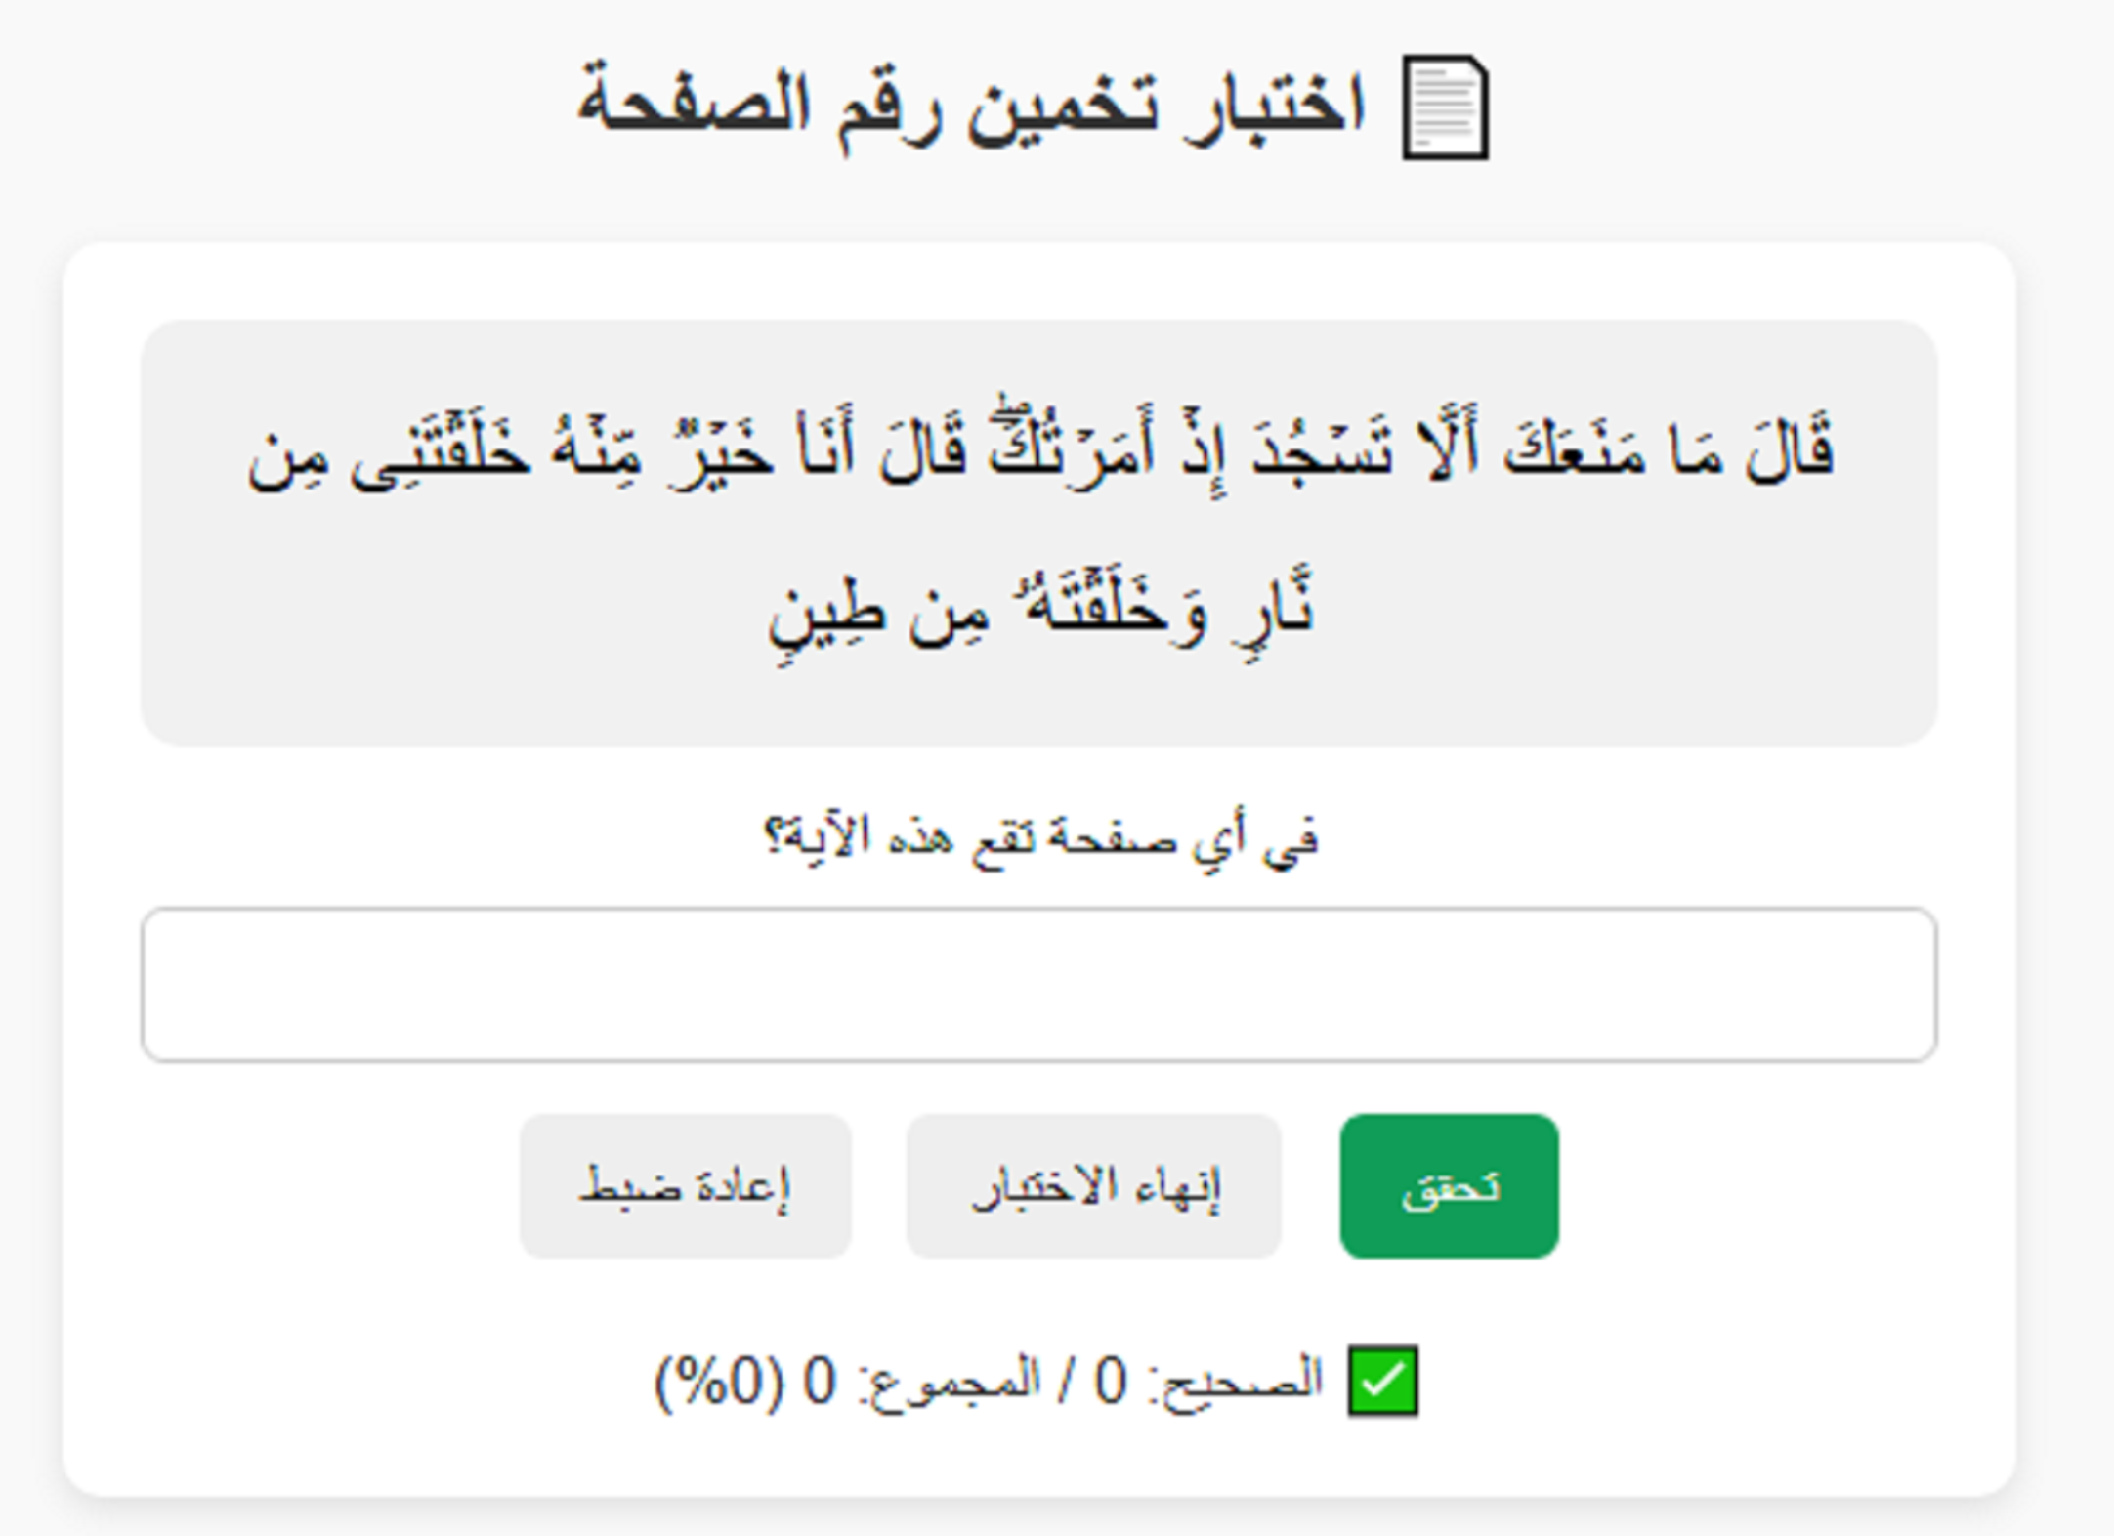 📄 اختبار تخمين رقم الصفحة
قَالَ مَا مَنَعَكَ أَلَّا تَسْجُدَ إِذْ أَمَرْتُكَ ۖ قَالَ أَنَا۠ خَيْرٌ مِّنْهُ خَلَقْتَنِى مِن
نَّارٍ وَخَلَقْتَهُۥ مِن طِينٍ
في أي صفحة تقع هذه الآية؟
تحقق
إنهاء الاختبار
إعادة ضبط
✅ الصحيح: 0 / المجموع: 0 (0%)